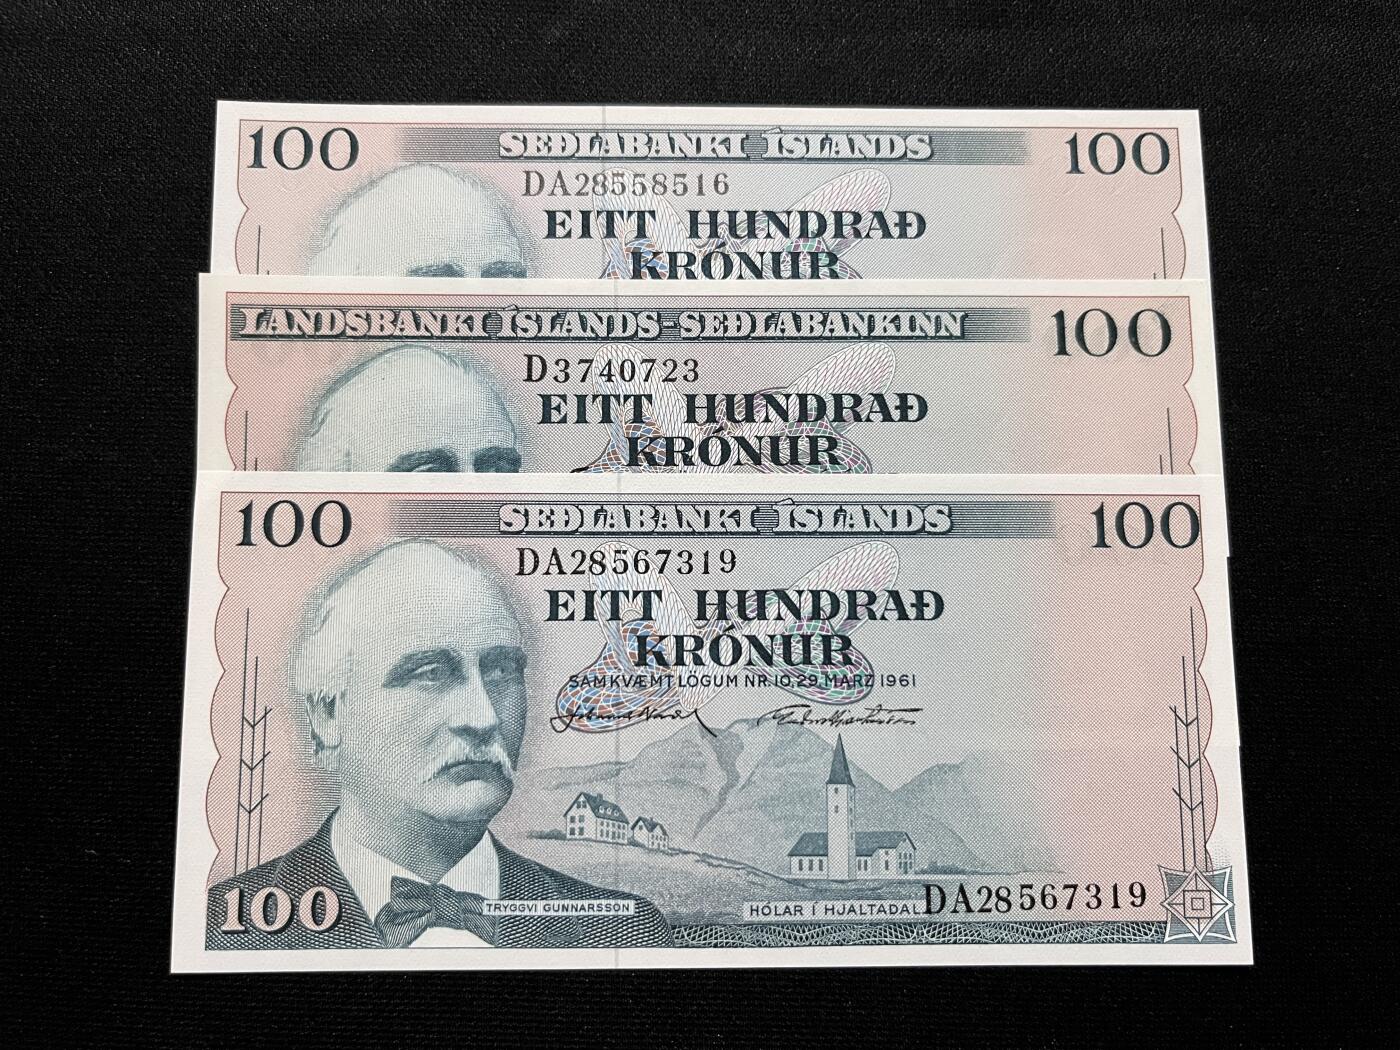 100 SEÐLABANKI ÍSLANDS 100
DA28558516
EITT HUNDRAÐ
KRÓNUR
LANDSBANKI ÍSLANDS-SEÐLABANKINN 100
D3740723
EITT HUNDRAÐ
KRÓNUR
100 SEÐLABANKI ÍSLANDS 100
DA28567319
EITT HUNDRAÐ
KRÓNUR
SAMKVÆMT LÖGUM NR. 10, 29. MARZ 1961
100 TRYGGVI GUNNARSSON HÓLAR Í HJALTADAL DA28567319